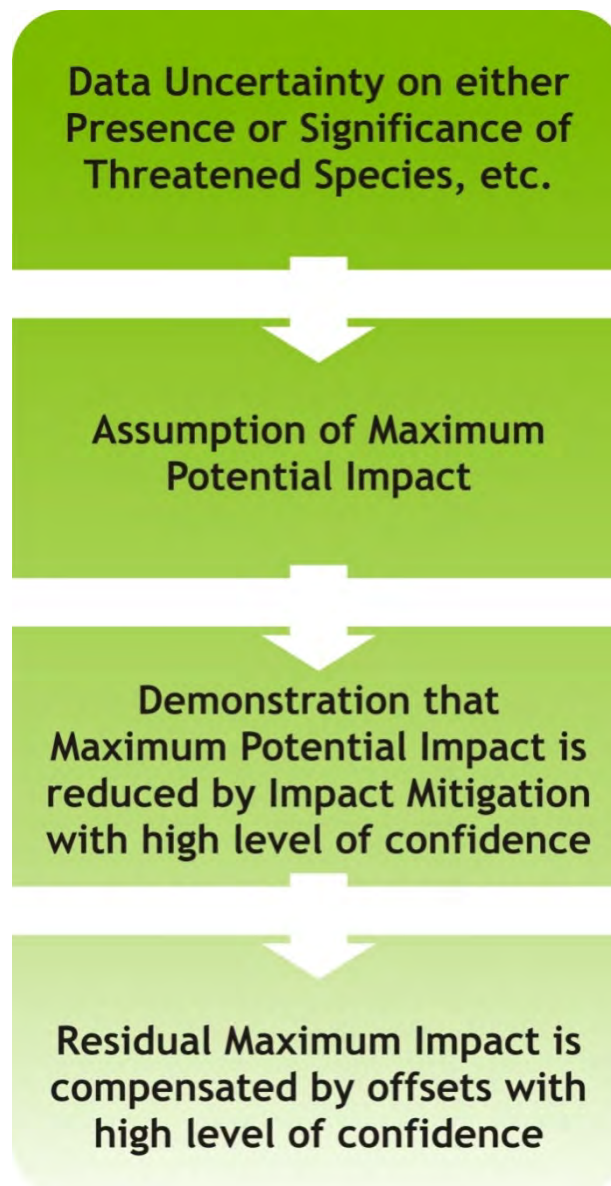 Data Uncertainty on either
Presence or Significance of
Threatened Species, etc.
Assumption of Maximum
Potential Impact
Demonstration that
Maximum Potential Impact is
reduced by Impact Mitigation
with high level of confidence
Residual Maximum Impact is
compensated by offsets with
high level of confidence